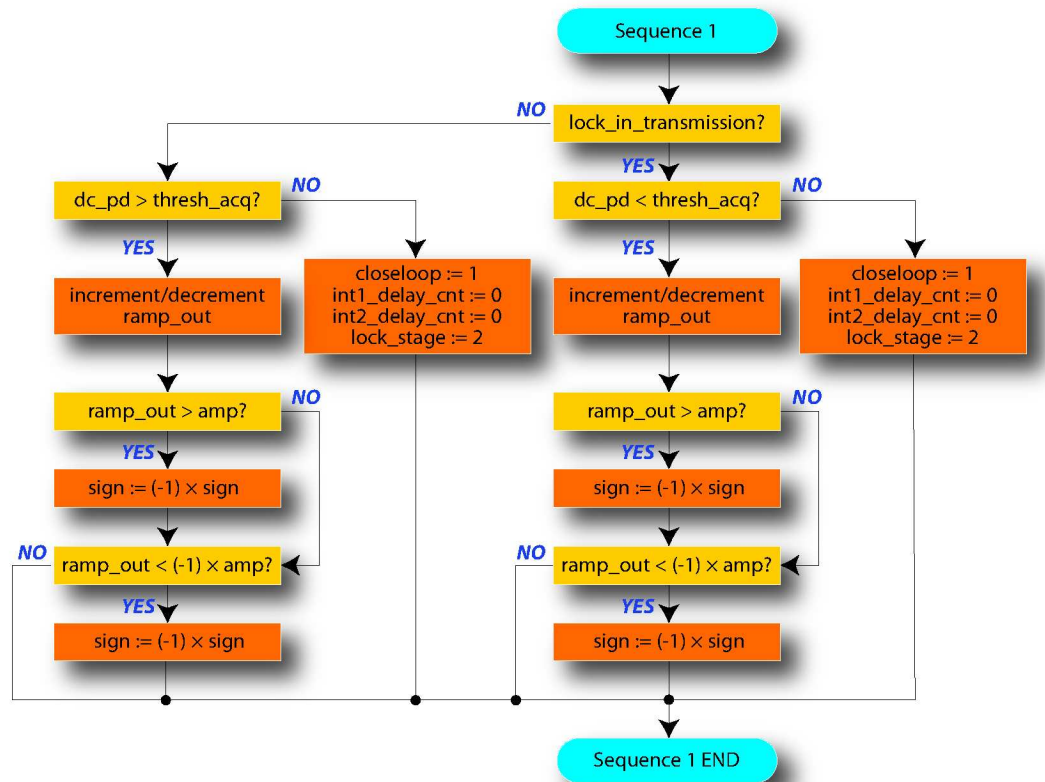 Sequence 1
NO
lock_in_transmission?
YES
dc_pd > thresh_acq?
NO
YES
increment/decrement
ramp_out
closeloop := 1
int1_delay_cnt := 0
int2_delay_cnt := 0
lock_stage := 2
ramp_out > amp?
NO
YES
sign := (-1) × sign
NO
ramp_out < (-1) × amp?
YES
sign := (-1) × sign
dc_pd < thresh_acq?
NO
YES
increment/decrement
ramp_out
closeloop := 1
int1_delay_cnt := 0
int2_delay_cnt := 0
lock_stage := 2
ramp_out > amp?
NO
YES
sign := (-1) × sign
NO
ramp_out < (-1) × amp?
YES
sign := (-1) × sign
Sequence 1 END